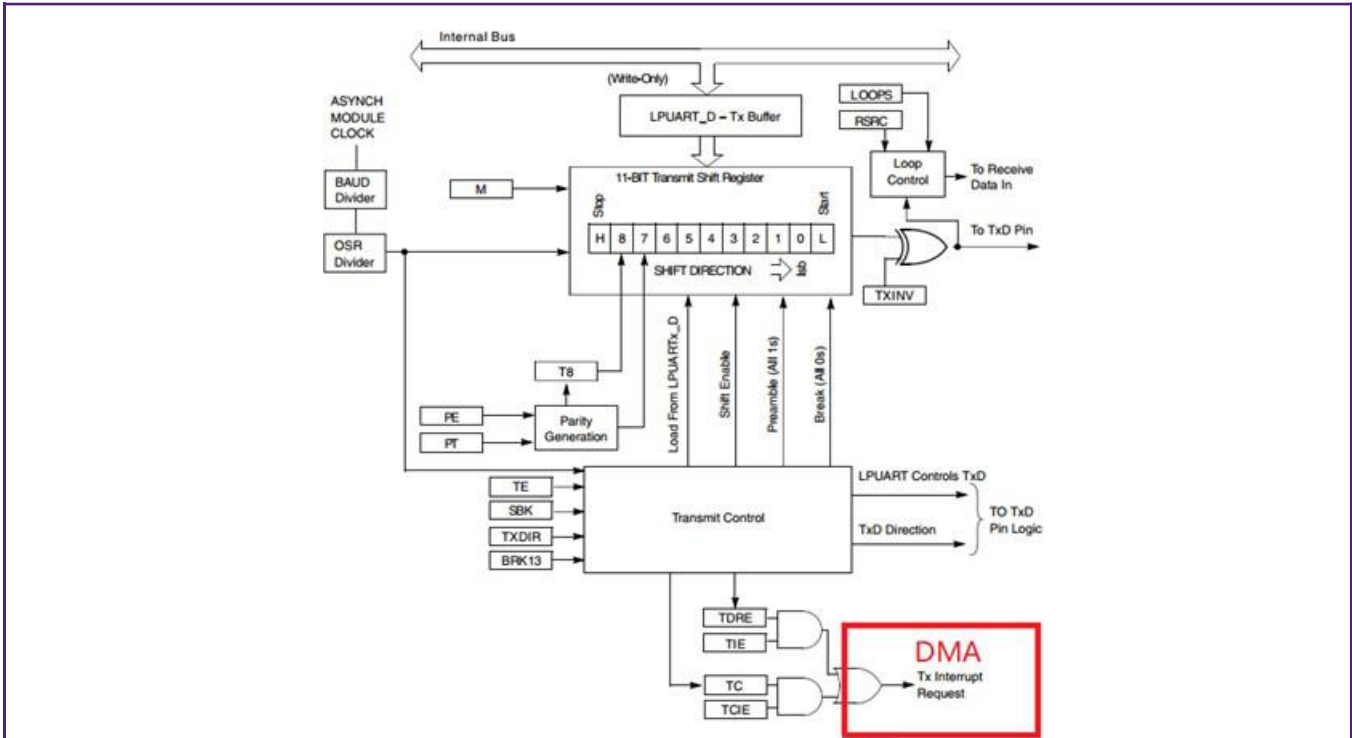 Internal Bus
(Write-Only)
LPUART_D – Tx Buffer
LOOPS
RSRC
ASYNCH
MODULE
CLOCK
Loop
Control
To Receive
Data In
BAUD
Divider
M
11-BIT Transmit Shift Register
Stop
Start
H 8 7 6 5 4 3 2 1 0 L
To TxD Pin
OSR
Divider
SHIFT DIRECTION
lsb
TXINV
Load From LPUARTx_D
Shift Enable
Preamble (All 1s)
Break (All 0s)
T8
PE
PT
Parity
Generation
TE
SBK
TXDIR
BRK13
Transmit Control
LPUART Controls TxD
TxD Direction
TO TxD
Pin Logic
TDRE
TIE
TC
TCIE
DMA
Tx Interrupt
Request